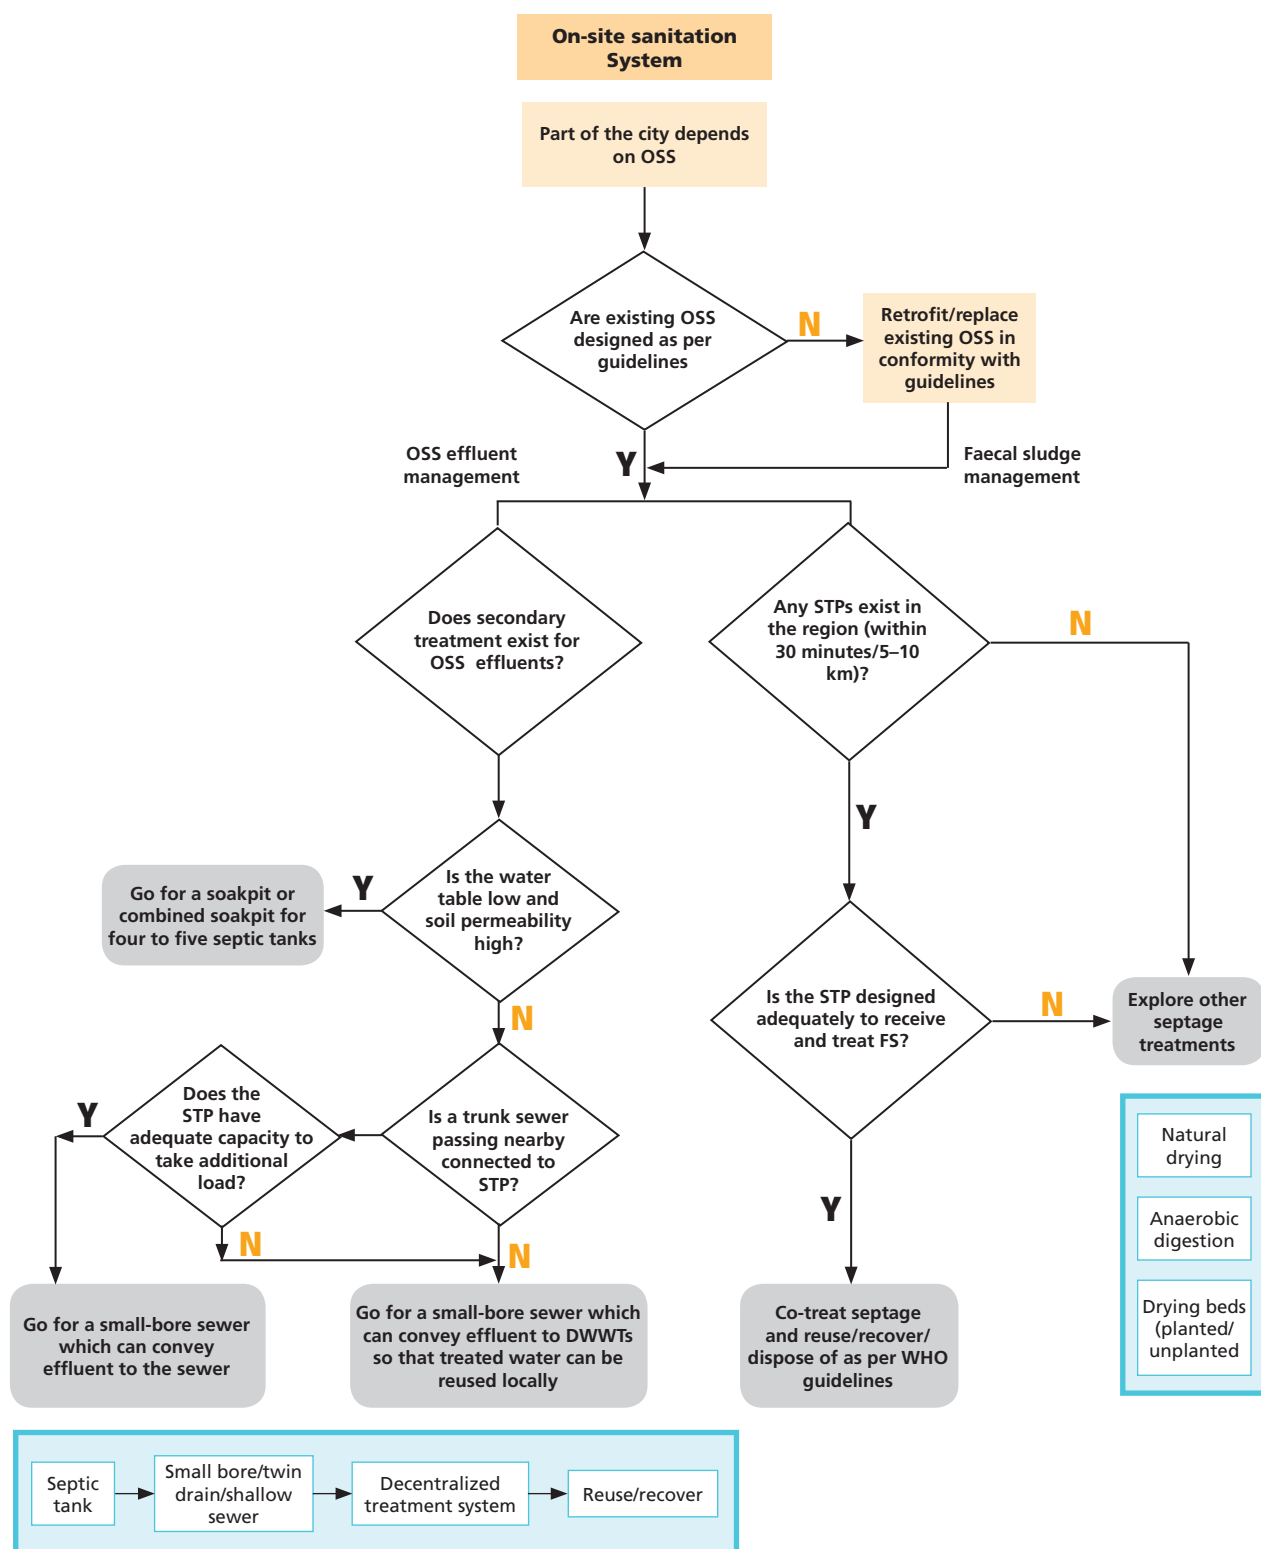 On-site sanitation
System
Part of the city depends
on OSS
Are existing OSS
designed as per
guidelines
N
Retrofit/replace
existing OSS in
conformity with
guidelines
OSS effluent
management
Y
Faecal sludge
management
Does secondary
treatment exist for
OSS effluents?
Any STPs exist in
the region (within
30 minutes/5–10
km)?
N
Y
Is the water
table low and
soil permeability
high?
Y
Go for a soakpit or
combined soakpit for
four to five septic tanks
N
Is the STP designed
adequately to receive
and treat FS?
N
Explore other
septage
treatments
Is a trunk sewer
passing nearby
connected to
STP?
Does the
STP have
adequate capacity to
take additional
load?
Y
N
N
Y
Go for a small-bore sewer
which can convey
effluent to the sewer
Go for a small-bore sewer which
can convey effluent to DWWTs
so that treated water can be
reused locally
Co-treat septage
and reuse/recover/
dispose of as per WHO
guidelines
Natural
drying
Anaerobic
digestion
Drying beds
(planted/
unplanted
Septic
tank
Small bore/twin
drain/shallow
sewer
Decentralized
treatment system
Reuse/recover